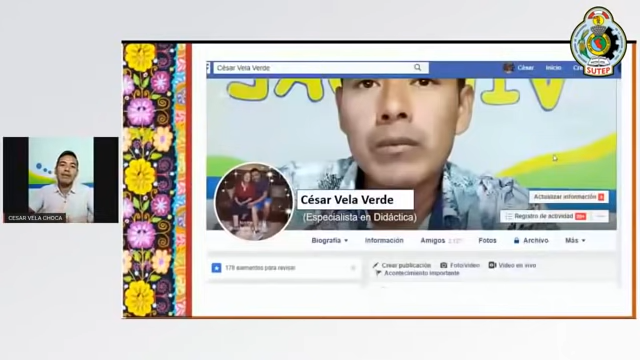 SUTEP
César Vela Verde
César Inicio
César Vela Verde
(Especialista en Didáctica)
Actualizar información
Registro de actividad
Biografía Información Amigos Fotos Archivo Más
179 elementos para revisar
Crear publicación Foto/Video Video en vivo
Acontecimiento importante
CESAR VELA CHOCA